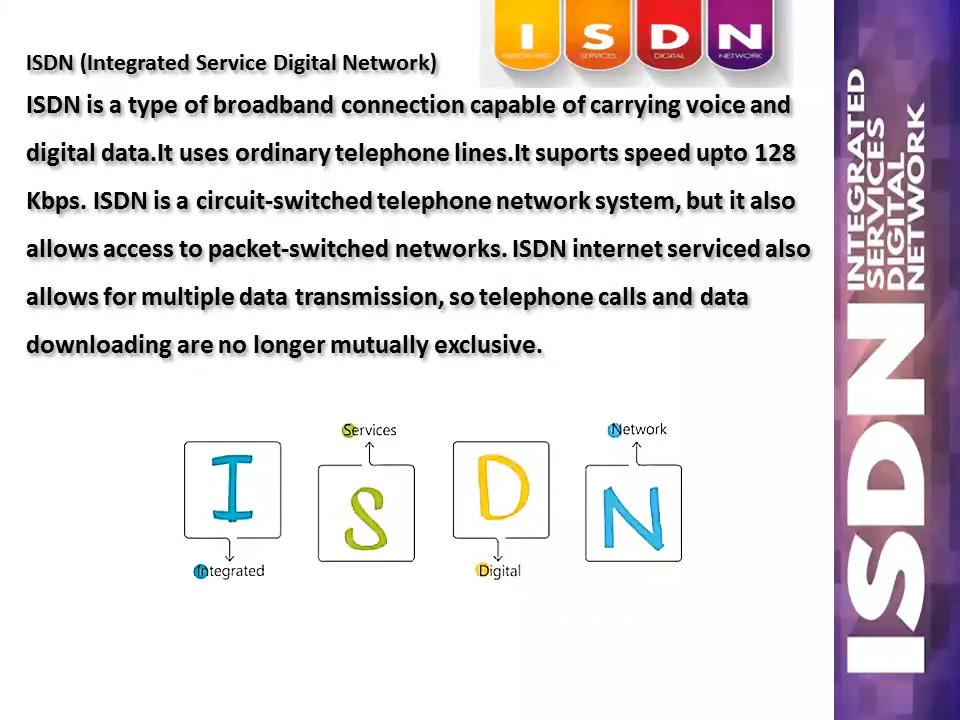 I S D N
INTEGRATED SERVICES DIGITAL NETWORK
ISDN (Integrated Service Digital Network)
ISDN is a type of broadband connection capable of carrying voice and
digital data.It uses ordinary telephone lines.It suports speed upto 128
Kbps. ISDN is a circuit-switched telephone network system, but it also
allows access to packet-switched networks. ISDN internet serviced also
allows for multiple data transmission, so telephone calls and data
downloading are no longer mutually exclusive.
Services Network
I S D N
Integrated Digital
ISDN
INTEGRATED
SERVICES
DIGITAL
NETWORK